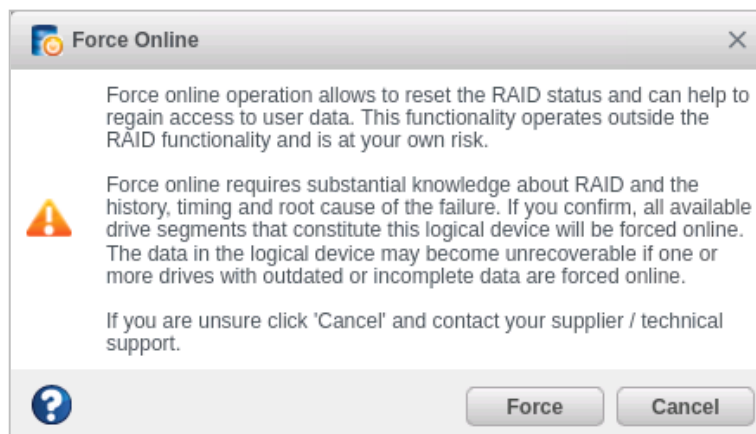 Force Online
Force online operation allows to reset the RAID status and can help to
regain access to user data. This functionality operates outside the
RAID functionality and is at your own risk.
Force online requires substantial knowledge about RAID and the
history, timing and root cause of the failure. If you confirm, all available
drive segments that constitute this logical device will be forced online.
The data in the logical device may become unrecoverable if one or
more drives with outdated or incomplete data are forced online.
If you are unsure click 'Cancel' and contact your supplier / technical
support.
Force Cancel